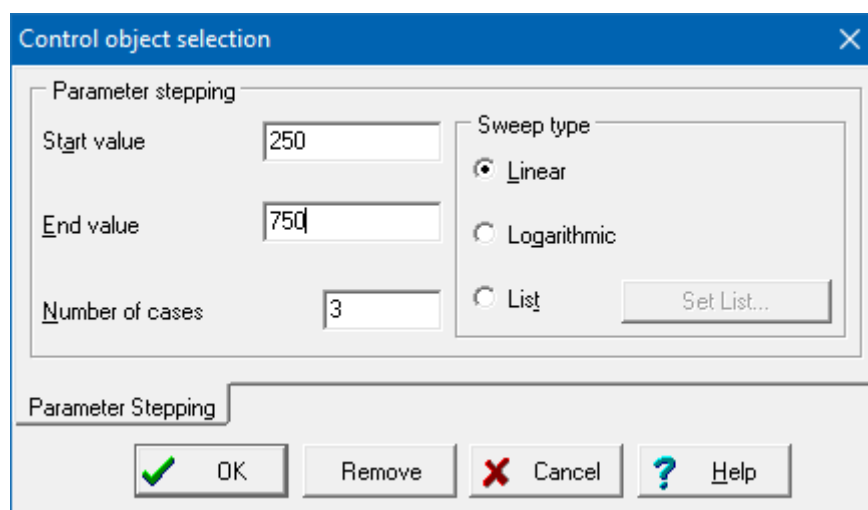 Control object selection
Parameter stepping
Start value
250
End value
750
Number of cases
3
Sweep type
Linear
Logarithmic
List
Set List...
Parameter Stepping
OK
Remove
Cancel
Help